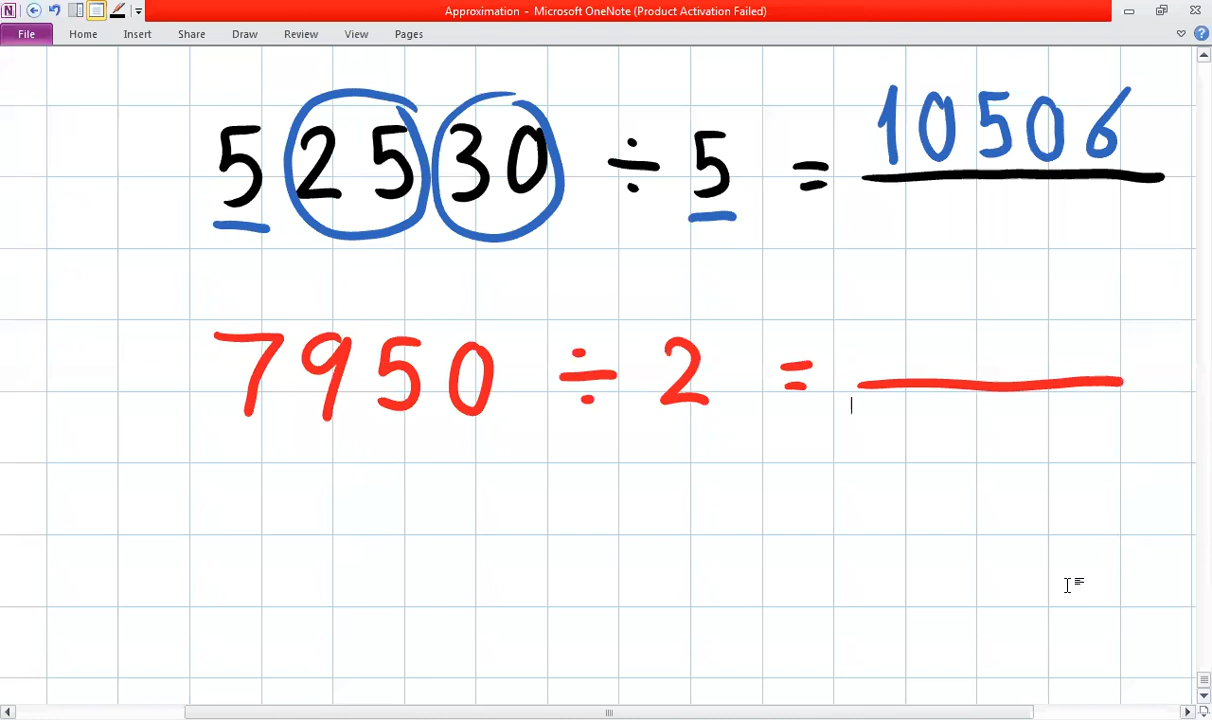 Approximation - Microsoft OneNote (Product Activation Failed)
File Home Insert Share Draw Review View Pages
52530 ÷ 5 = 10506
7950 ÷ 2 =